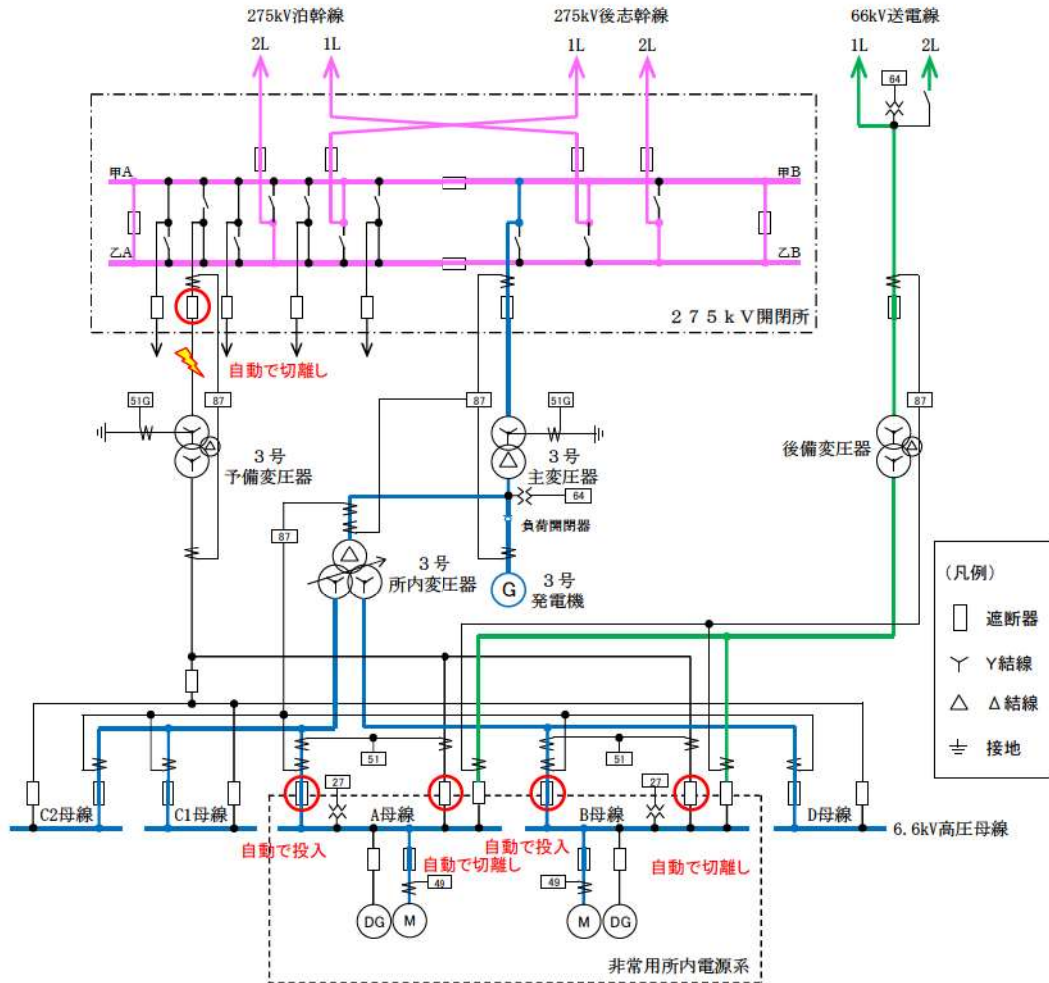 275kV泊幹線
275kV後志幹線
66kV送電線
2L
1L
1L
2L
1L
2L
64
甲A
甲B
乙A
乙B
275kV開閉所
自動で切離し
51G
87
87
51G
87
3号
予備変圧器
3号
主変圧器
後備変圧器
64
87
負荷開閉器
3号
所内変圧器
G
3号
発電機
(凡例)
遮断器
Y結線
Δ結線
接地
51
51
27
27
C2母線
C1母線
A母線
B母線
D母線
6.6kV高圧母線
自動で投入
自動で切離し
自動で投入
自動で切離し
49
49
DG
M
M
DG
非常用所内電源系